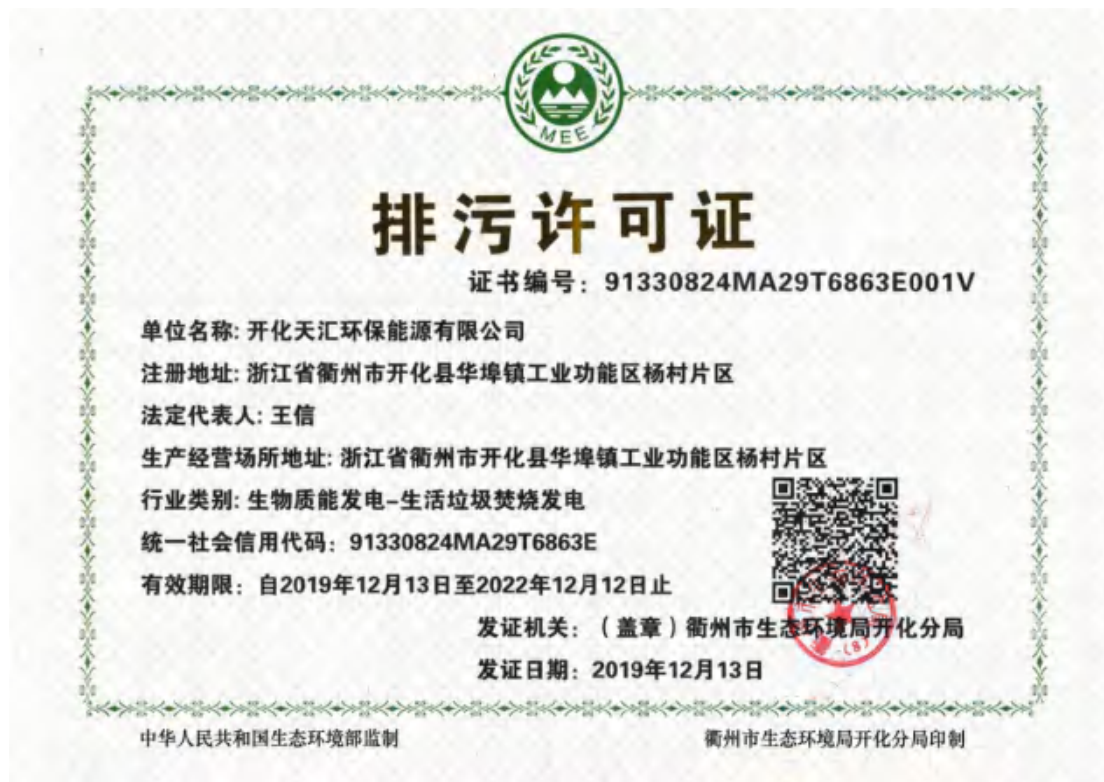 MEE
排污许可证
证书编号：91330824MA29T6863E001V
单位名称: 开化天汇环保能源有限公司
注册地址: 浙江省衢州市开化县华埠镇工业功能区杨村片区
法定代表人: 王信
生产经营场所地址: 浙江省衢州市开化县华埠镇工业功能区杨村片区
行业类别: 生物质能发电-生活垃圾焚烧发电
统一社会信用代码：91330824MA29T6863E
有效期限：自2019年12月13日至2022年12月12日止
发证机关：（盖章）衢州市生态环境局开化分局
发证日期：2019年12月13日
中华人民共和国生态环境部监制
衢州市生态环境局开化分局印制